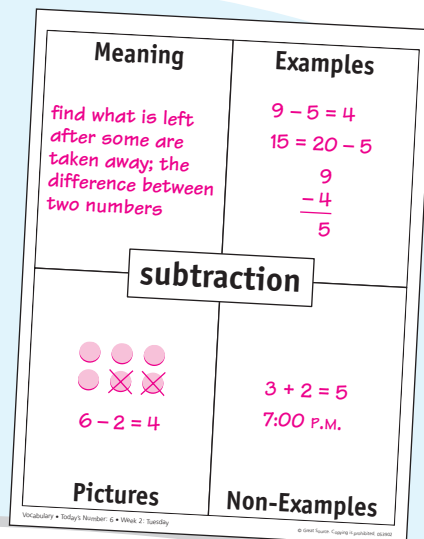 Meaning
find what is left
after some are
taken away; the
difference between
two numbers
Examples
9 – 5 = 4
15 = 20 – 5
9
– 4
5
subtraction
6 – 2 = 4
Pictures
3 + 2 = 5
7:00 P.M.
Non-Examples
Vocabulary • Today's Number: 6 • Week 2: Tuesday
© Great Source. Copying is prohibited.